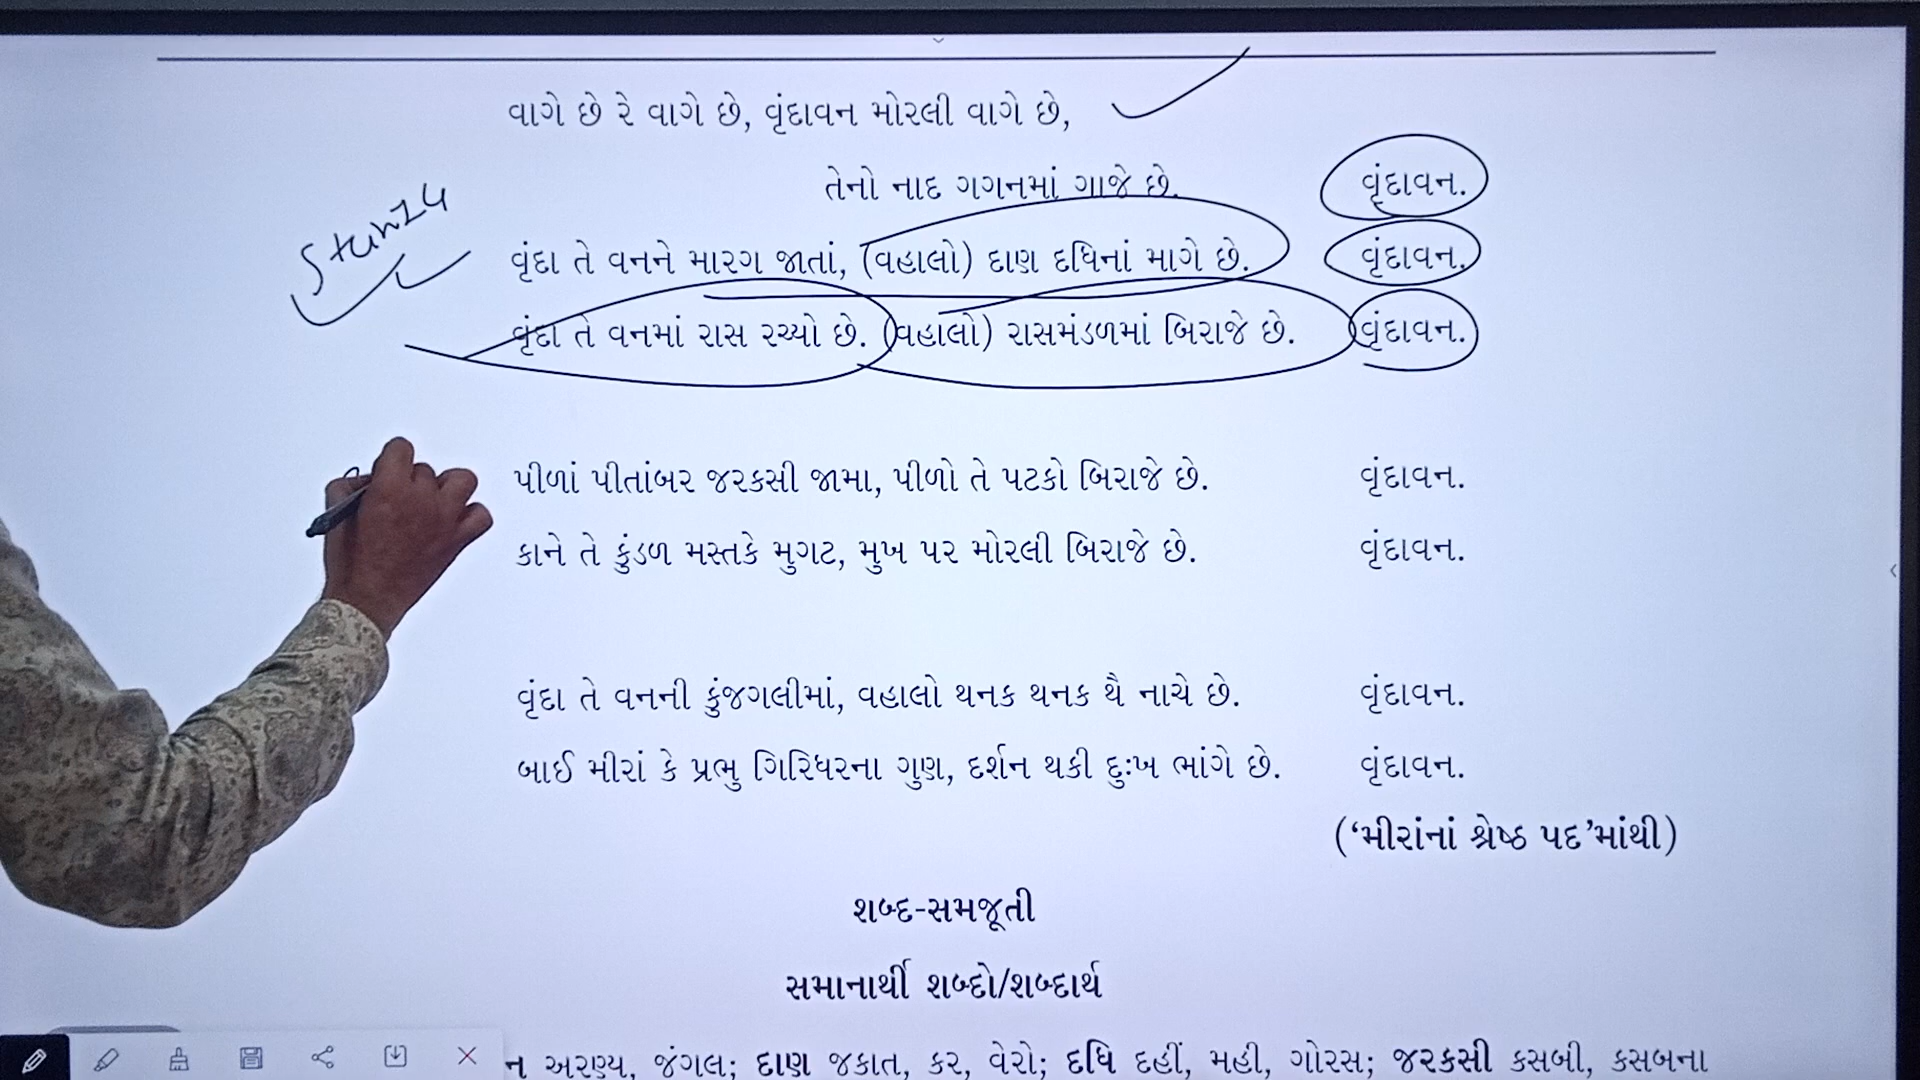 વાગે છે રે વાગે છે, વૃંદાવન મોરલી વાગે છે,
તેનો નાદ ગગનમાં ગાજે છે. વૃંદાવન.
વૃંદા તે વનને મારગ જાતાં, (વહાલો) દાણ દધિનાં માગે છે. વૃંદાવન.
વૃંદા તે વનમાં રાસ રચ્યો છે. (વહાલો) રાસમંડળમાં બિરાજે છે. વૃંદાવન.
પીળાં પીતાંબર જરકસી જામા, પીળો તે પટકો બિરાજે છે. વૃંદાવન.
કાને તે કુંડળ મસ્તકે મુગટ, મુખ પર મોરલી બિરાજે છે. વૃંદાવન.
વૃંદા તે વનની કુંજગલીમાં, વહાલો થનક થનક થૈ નાચે છે. વૃંદાવન.
બાઈ મીરાં કે પ્રભુ ગિરિધરના ગુણ, દર્શન થકી દુઃખ ભાંગે છે. વૃંદાવન.
(‘મીરાંનાં શ્રેષ્ઠ પદ’માંથી)
શબ્દ-સમજૂતી
સમાનાર્થી શબ્દો/શબ્દાર્થ
ન અરણ્ય, જંગલ; દાણ જકાત, કર, વેરો; દધિ દહીં, મહી, ગોરસ; જરકસી કસબી, કસબના